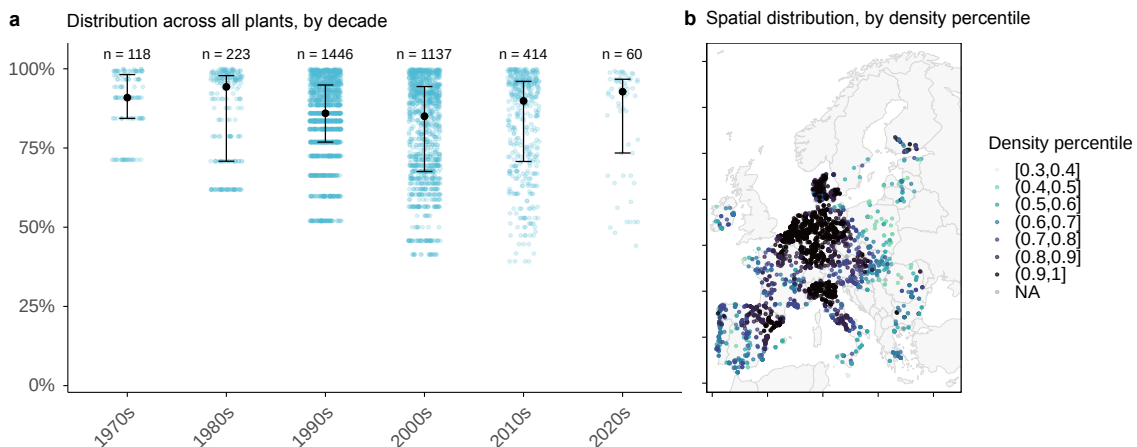 a Distribution across all plants, by decade
n = 118 n = 223 n = 1446 n = 1137 n = 414 n = 60
100%
75%
50%
25%
0%
1970s 1980s 1990s 2000s 2010s 2020s
b Spatial distribution, by density percentile
Density percentile
[0.3,0.4]
(0.4,0.5]
(0.5,0.6]
(0.6,0.7]
(0.7,0.8]
(0.8,0.9]
(0.9,1]
NA